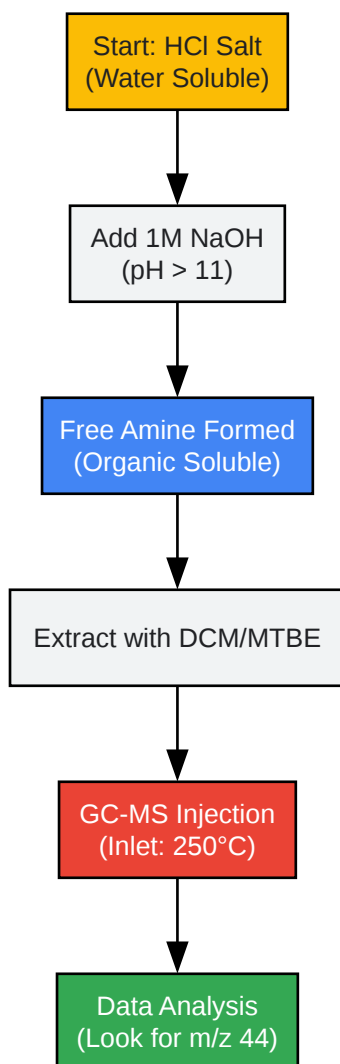 Start: HCl Salt
(Water Soluble)
Add 1M NaOH
(pH > 11)
Free Amine Formed
(Organic Soluble)
Extract with DCM/MTBE
GC-MS Injection
(Inlet: 250°C)
Data Analysis
(Look for m/z 44)